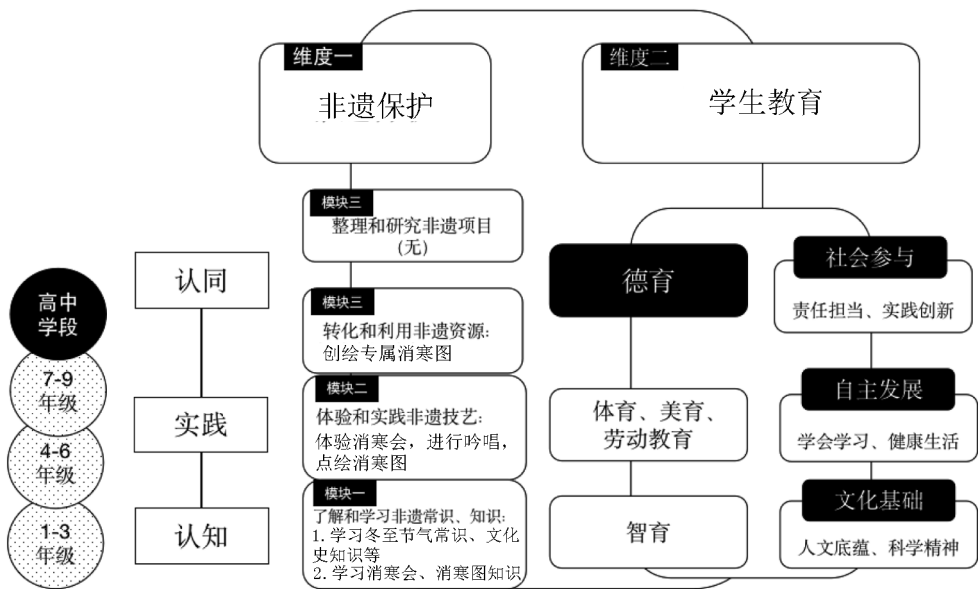 维度一
非遗保护
维度二
学生教育
模块三
整理和研究非遗项目
(无)
模块三
转化和利用非遗资源:
创绘专属消寒图
模块二
体验和实践非遗技艺:
体验消寒会，进行吟唱，
点绘消寒图
模块一
了解和学习非遗常识、知识:
1. 学习冬至节气常识、文化
史知识等
2. 学习消寒会、消寒图知识
高中
学段
7-9
年级
4-6
年级
1-3
年级
认同
实践
认知
德育
体育、美育、
劳动教育
智育
社会参与
责任担当、实践创新
自主发展
学会学习、健康生活
文化基础
人文底蕴、科学精神